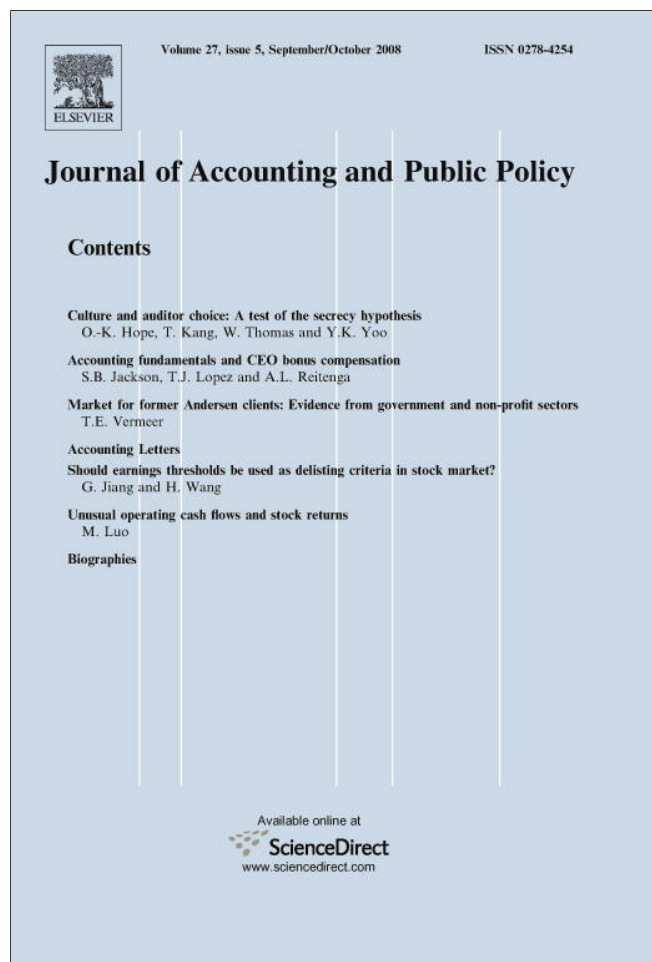 Volume 27, issue 5, September/October 2008 ISSN 0278-4254
ELSEVIER
Journal of Accounting and Public Policy
Contents
Culture and auditor choice: A test of the secrecy hypothesis
O.-K. Hope, T. Kang, W. Thomas and Y.K. Yoo
Accounting fundamentals and CEO bonus compensation
S.B. Jackson, T.J. Lopez and A.L. Reitenga
Market for former Andersen clients: Evidence from government and non-profit sectors
T.E. Vermeer
Accounting Letters
Should earnings thresholds be used as delisting criteria in stock market?
G. Jiang and H. Wang
Unusual operating cash flows and stock returns
M. Luo
Biographies
Available online at
ScienceDirect
www.sciencedirect.com